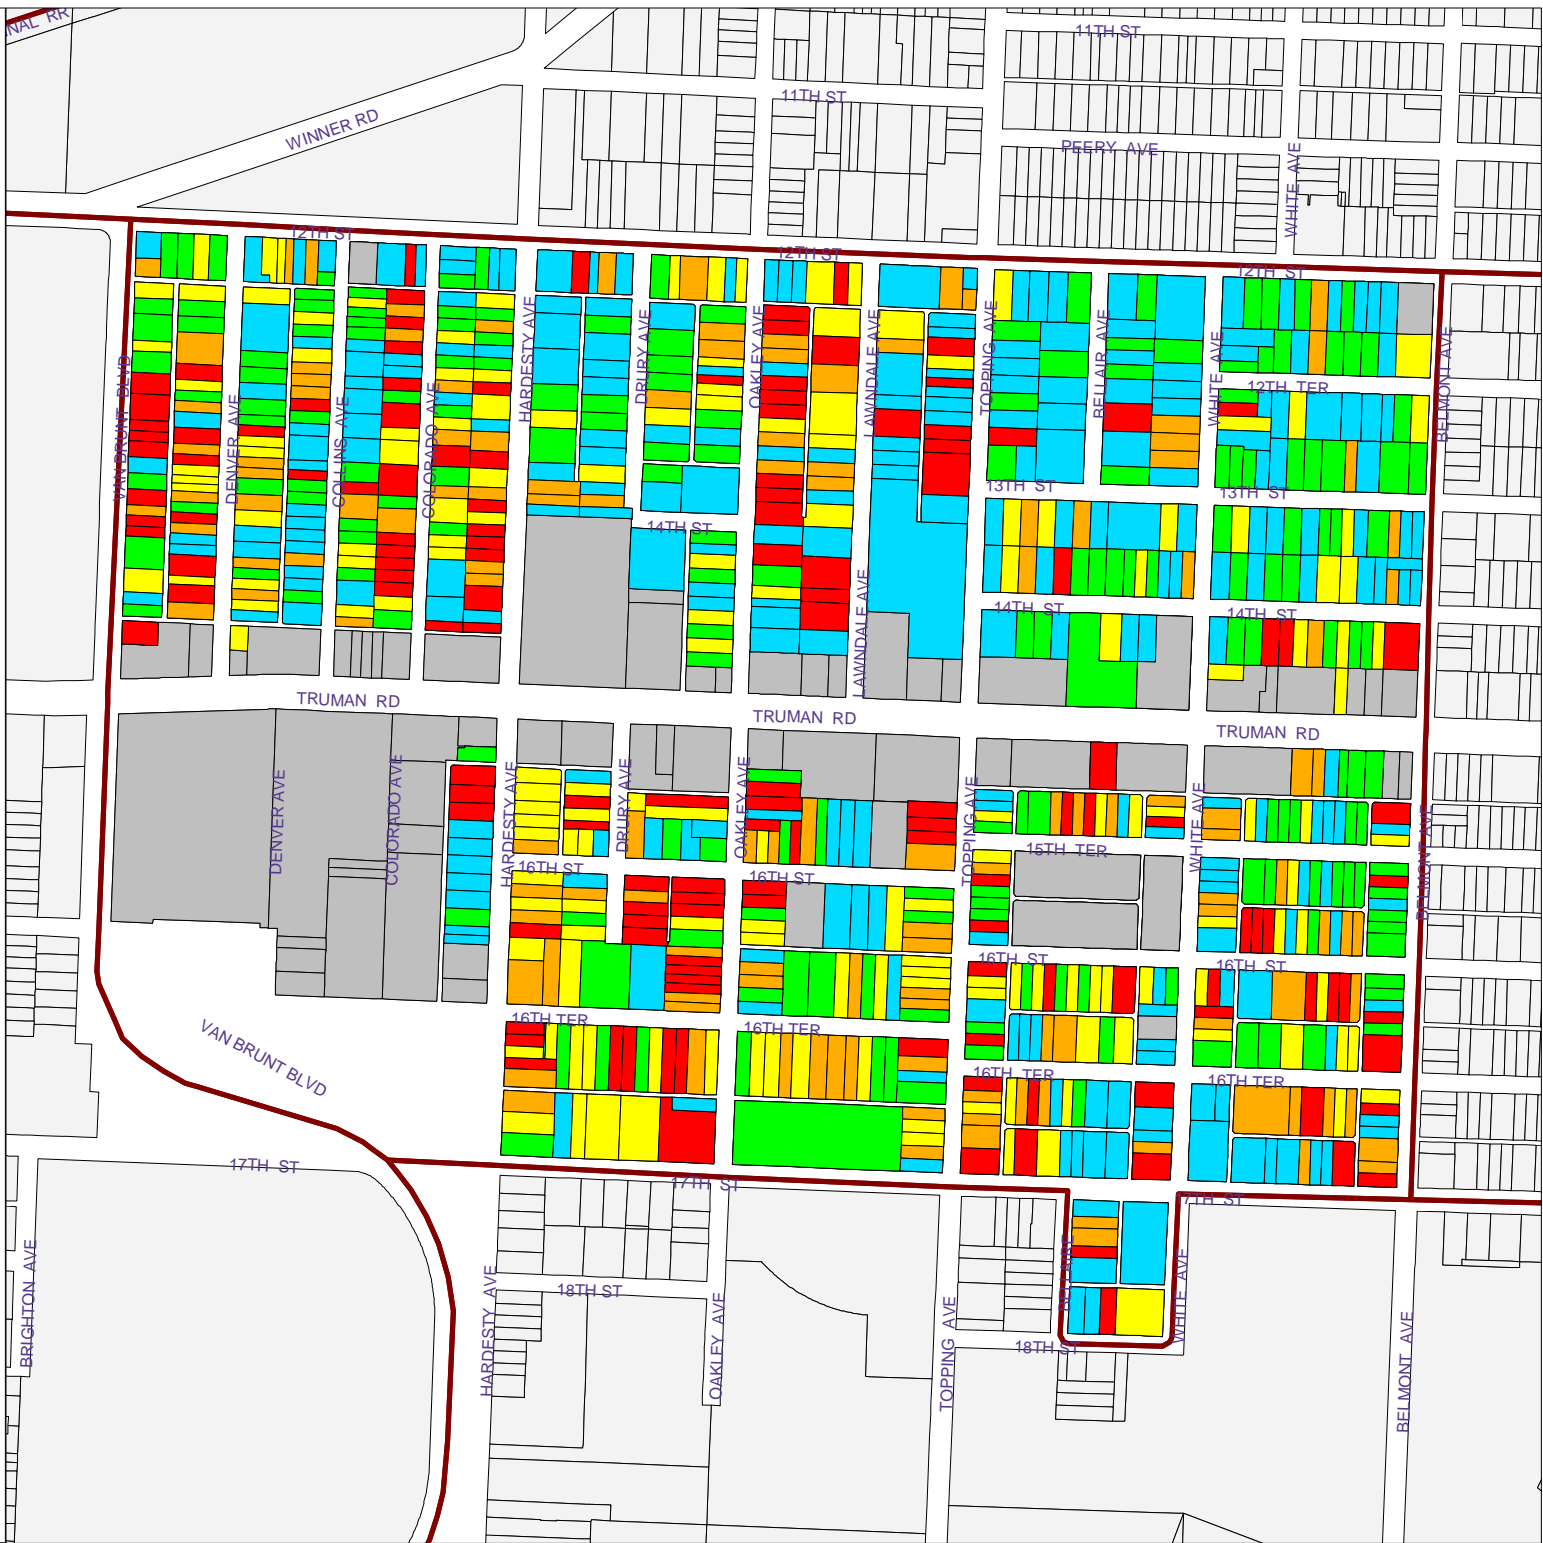 NAL RR
11TH ST
11TH ST
WINNER RD
PEERY AVE
WHITE AVE
12TH ST
12TH ST
12TH ST
VAN BRUNT BLVD
DENVER AVE
COLLINS AVE
COLORADO AVE
HARDESTY AVE
DRURY AVE
OAKLEY AVE
LAWNDALE AVE
TOPPING AVE
BELLAIR AVE
WHITE AVE
BELMONT AVE
12TH TER
13TH ST
13TH ST
14TH ST
LAWNDALE AVE
14TH ST
14TH ST
TRUMAN RD
TRUMAN RD
TRUMAN RD
DENVER AVE
COLORADO AVE
HARDESTY AVE
DRURY AVE
OAKLEY AVE
TOPPING AVE
WHITE AVE
BELMONT AVE
15TH TER
16TH ST
16TH ST
16TH ST
16TH ST
16TH TER
16TH TER
VAN BRUNT BLVD
16TH TER
16TH TER
17TH ST
17TH ST
7TH ST
BRIGHTON AVE
HARDESTY AVE
18TH ST
OAKLEY AVE
TOPPING AVE
BELLAIRE
WHITE AVE
BELMONT AVE
18TH ST